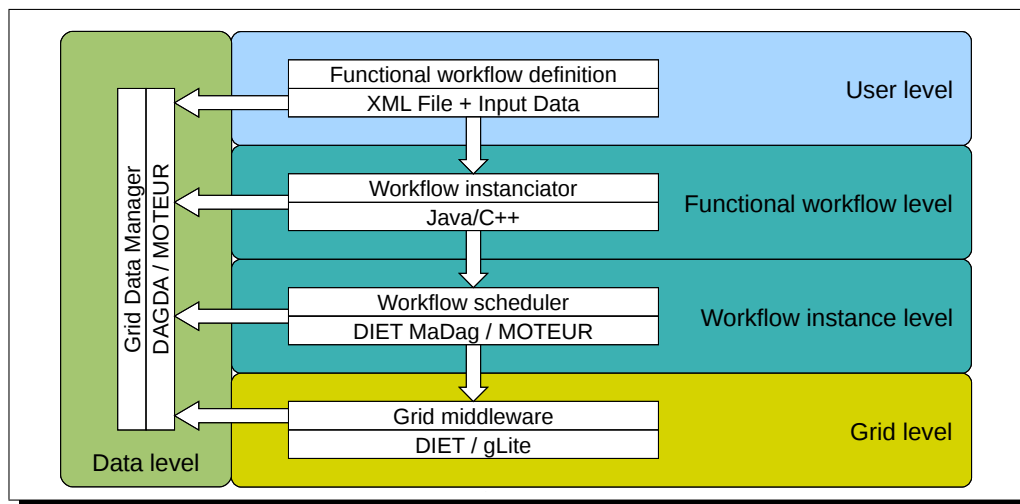 Functional workflow definition
XML File + Input Data
User level
Workflow instanciator
Java/C++
Functional workflow level
Workflow scheduler
DIET MaDag / MOTEUR
Workflow instance level
Grid middleware
DIET / gLite
Grid level
Grid Data Manager
DAGDA / MOTEUR
Data level